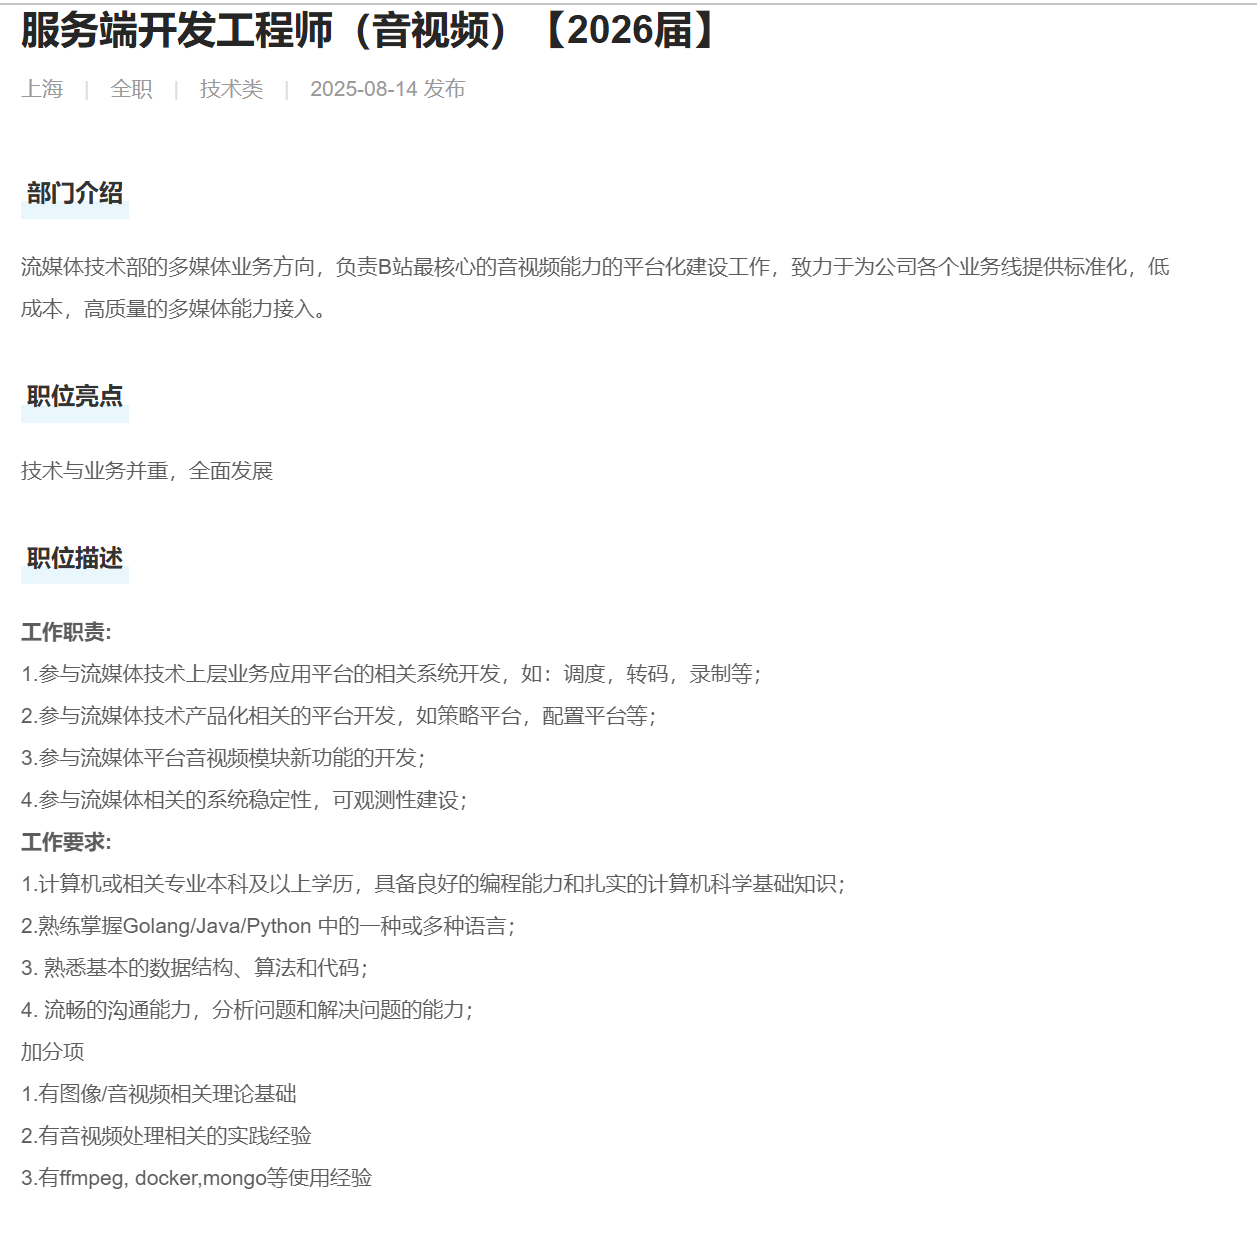 服务端开发工程师（音视频）【2026届】
上海 | 全职 | 技术类 | 2025-08-14 发布
部门介绍
流媒体技术部的多媒体业务方向，负责B站最核心的音视频能力的平台化建设工作，致力于为公司各个业务线提供标准化，低
成本，高质量的多媒体能力接入。
职位亮点
技术与业务并重，全面发展
职位描述
工作职责:
1.参与流媒体技术上层业务应用平台的相关系统开发，如：调度，转码，录制等；
2.参与流媒体技术产品化相关的平台开发，如策略平台，配置平台等；
3.参与流媒体平台音视频模块新功能的开发；
4.参与流媒体相关的系统稳定性，可观测性建设；
工作要求:
1.计算机或相关专业本科及以上学历，具备良好的编程能力和扎实的计算机科学基础知识；
2.熟练掌握Golang/Java/Python 中的一种或多种语言；
3. 熟悉基本的数据结构、算法和代码；
4. 流畅的沟通能力，分析问题和解决问题的能力；
加分项
1.有图像/音视频相关理论基础
2.有音视频处理相关的实践经验
3.有ffmpeg, docker,mongo等使用经验